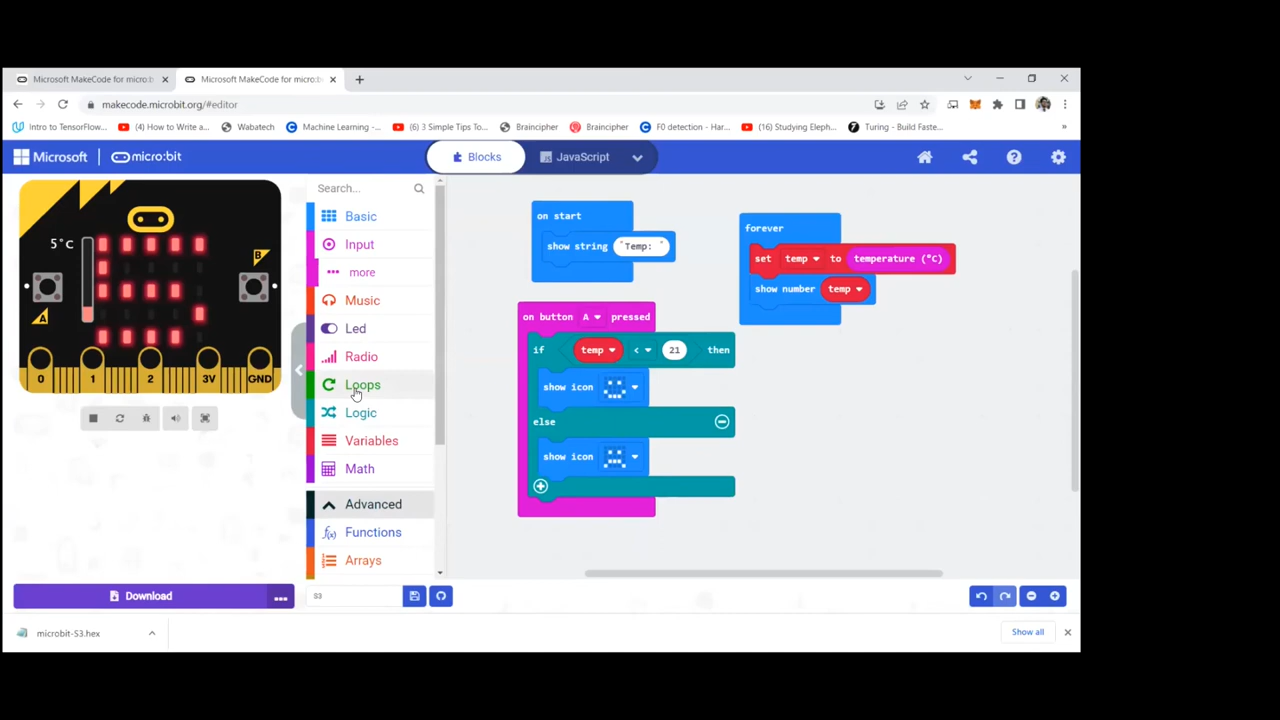 Microsoft MakeCode for micro:b
Microsoft MakeCode for micro:b
makecode.microbit.org/#editor
Intro to TensorFlow...
(4) How to Write a...
Wabatech
Machine Learning -...
(6) 3 Simple Tips To...
Braincipher
Braincipher
F0 detection - Har...
(16) Studying Eleph...
Turing - Build Faste...
»
Microsoft
micro:bit
Blocks
JavaScript
5°C
A
B
0
1
2
3V
GND
Search...
Basic
Input
more
Music
Led
Radio
Loops
Logic
Variables
Math
Advanced
Functions
Arrays
on start
show string "Temp: "
forever
set temp to temperature (°C)
show number temp
on button A pressed
if temp < 21 then
show icon
else
show icon
Download
S3
microbit-S3.hex
Show all